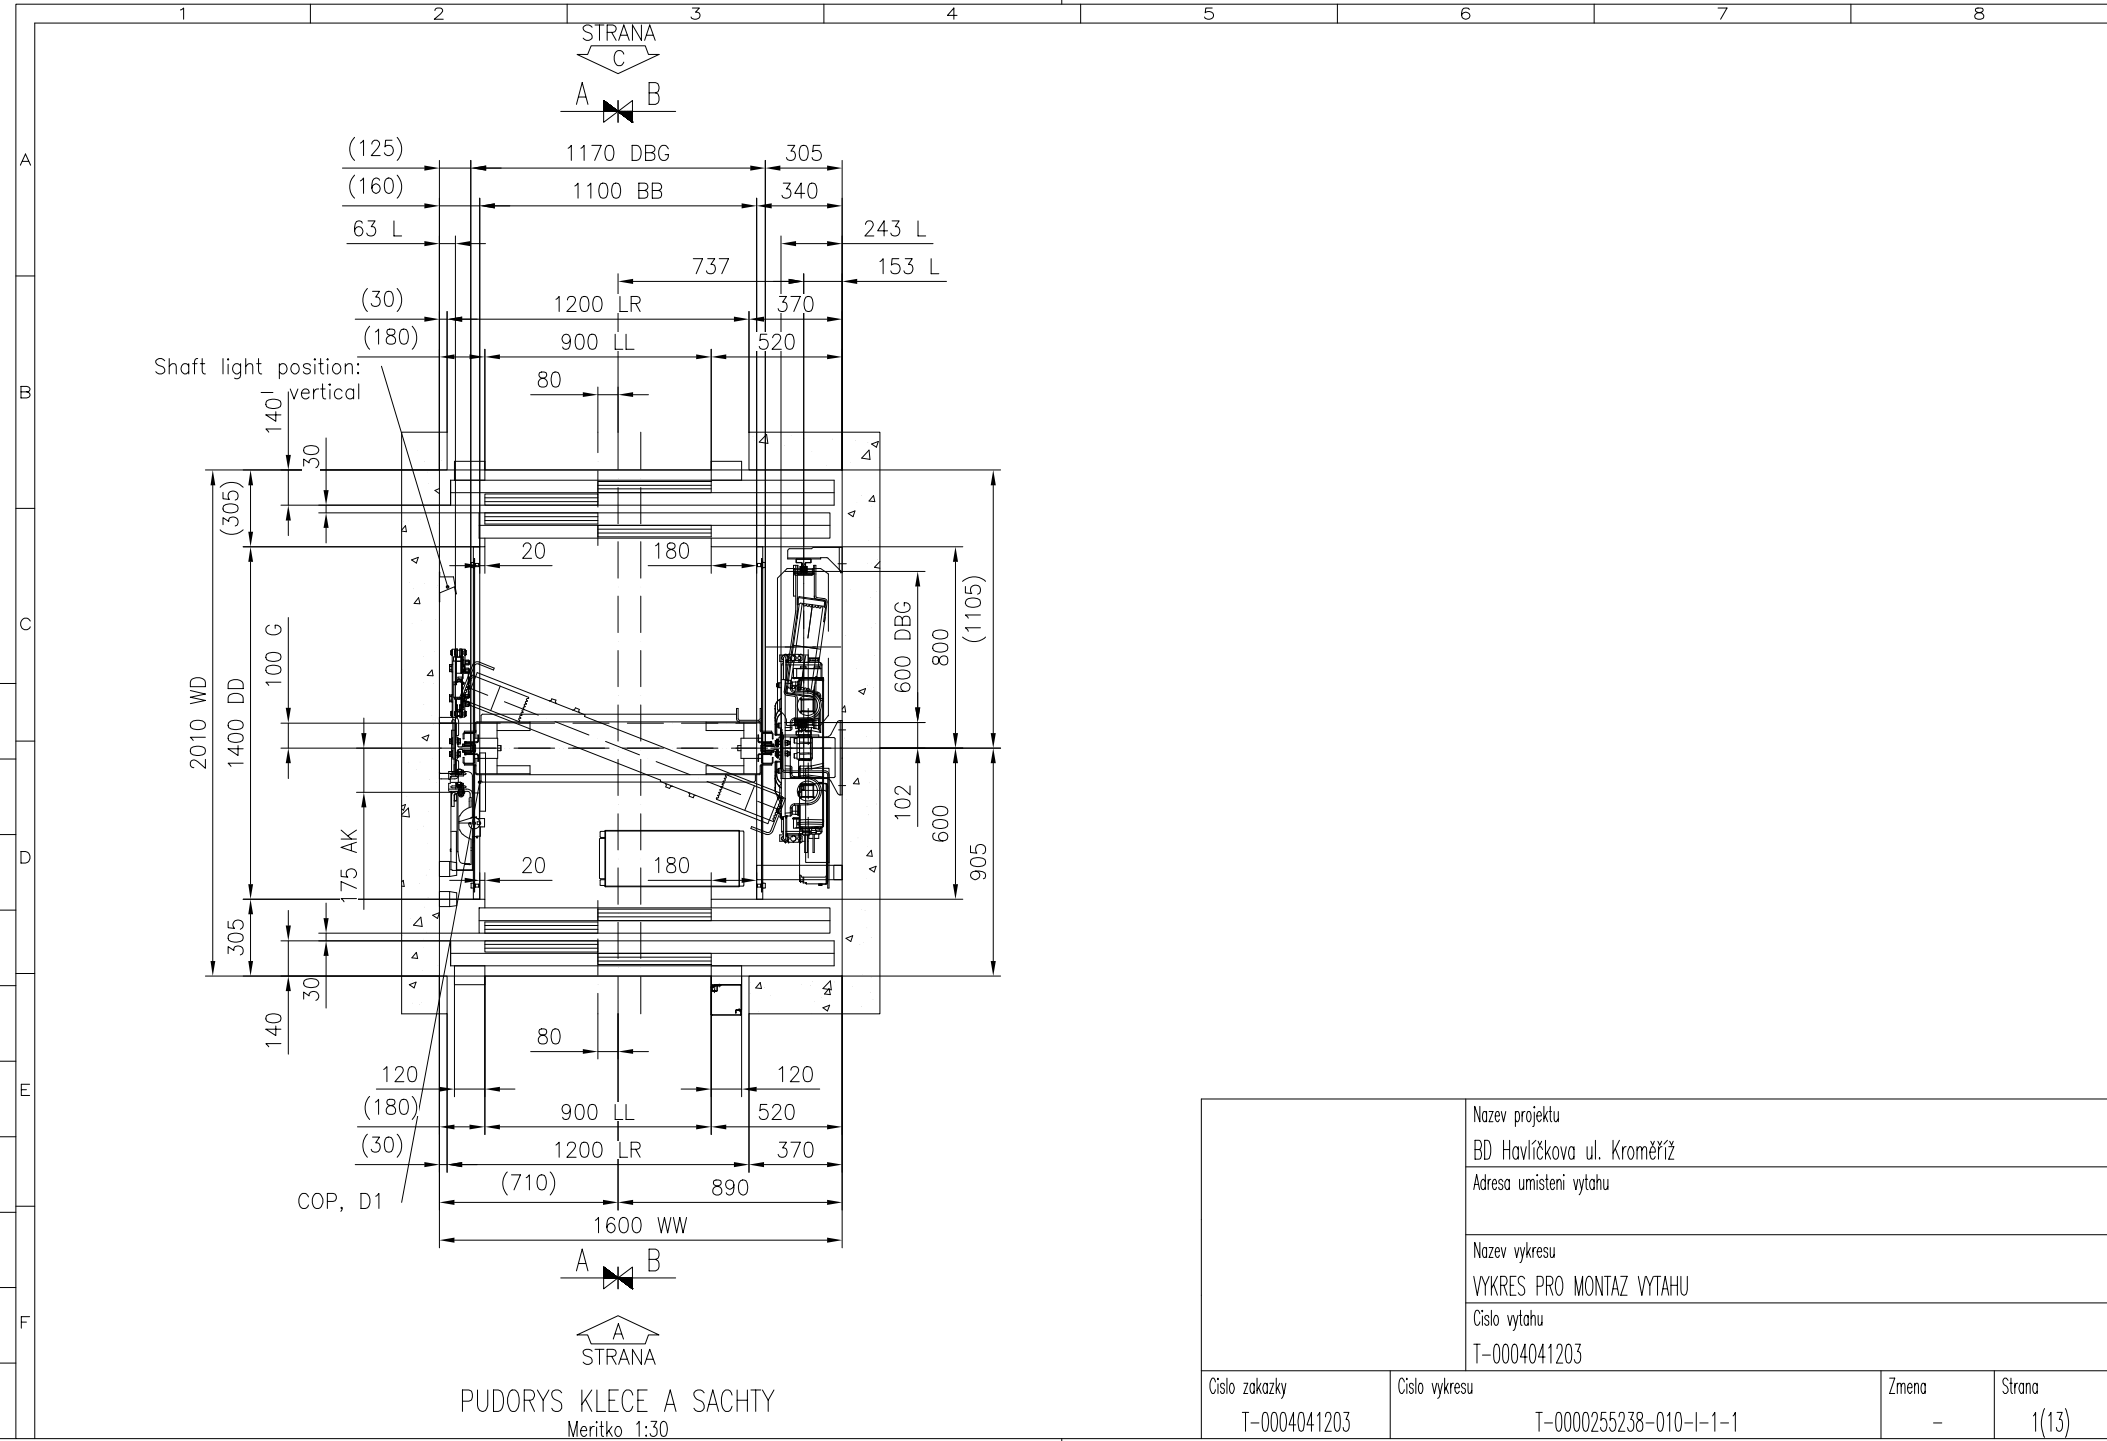 1 2 3 4 5 6 7 8
STRANA
C
A B
A
(125) 1170 DBG 305
(160) 1100 BB 340
63 L 243 L
737 153 L
(30) 1200 LR 370
(180) 900 LL 520
Shaft light position:
vertical
B
80
140
30
(305)
20 180
C
100 G
2010 WD
1400 DD
600 DBG
800
(1105)
102
600
905
175 AK
D
20 180
305
30
140
80
120 120
E
(180) 900 LL 520
(30) 1200 LR 370
(710) 890
COP, D1
1600 WW
A B
F
A
STRANA
PUDORYS KLECE A SACHTY
Meritko 1:30
Nazev projektu
BD Havlíčkova ul. Kroměříž
Adresa umisteni vytahu
Nazev vykresu
VYKRES PRO MONTAZ VYTAHU
Cislo vytahu
T-0004041203
Cislo zakazky Cislo vykresu Zmena Strana
T-0004041203 T-0000255238-010-I-1-1 - 1(13)